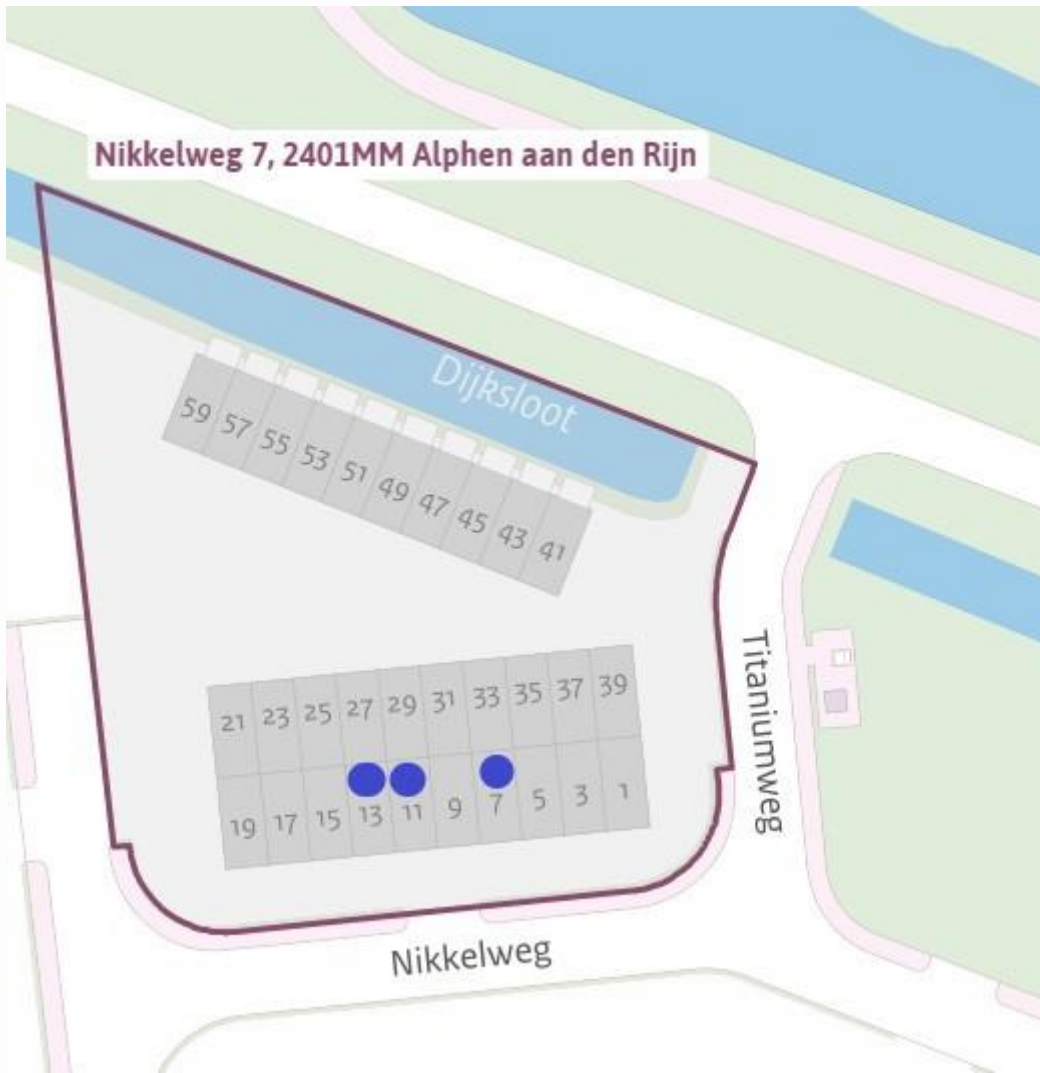 Nikkelweg 7, 2401MM Alphen aan den Rijn
Dijksloot
59 57 55 53 51 49 47 45 43 41
Titaniumweg
21 23 25 27 29 31 33 35 37 39
19 17 15 13 11 9 7 5 3 1
Nikkelweg